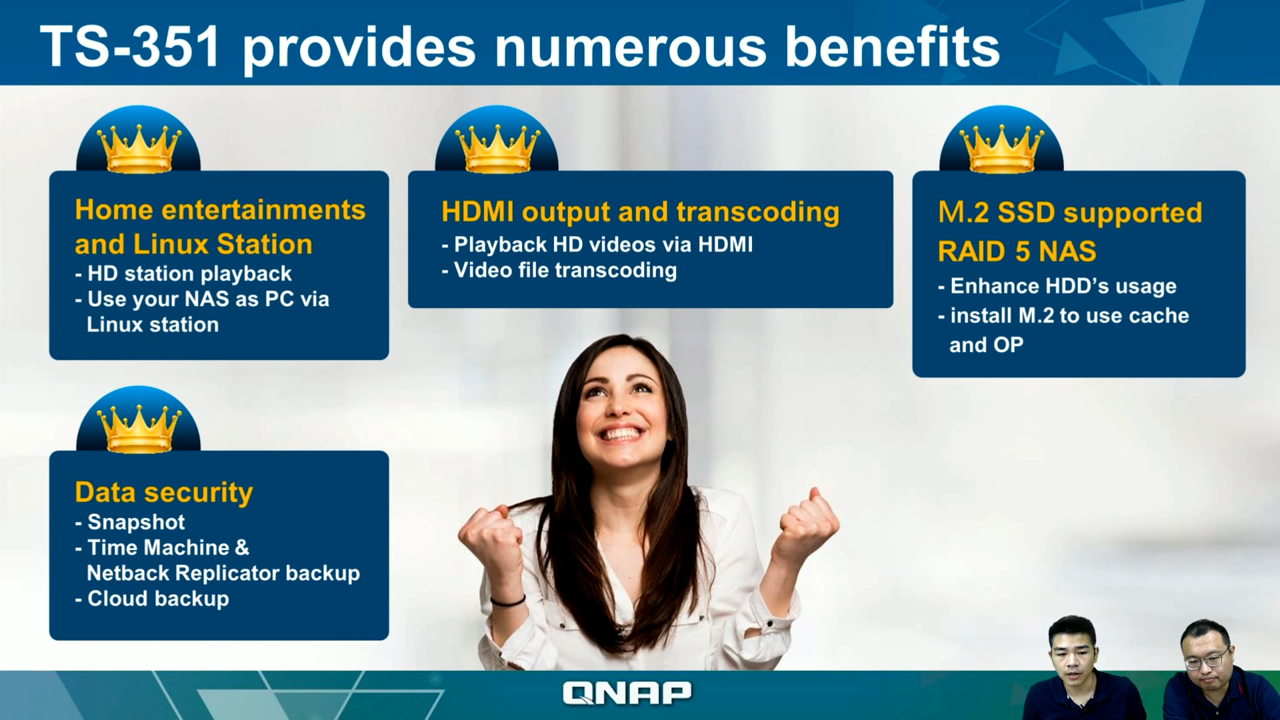 TS-351 provides numerous benefits
Home entertainments
and Linux Station
- HD station playback
- Use your NAS as PC via
Linux station
HDMI output and transcoding
- Playback HD videos via HDMI
- Video file transcoding
M.2 SSD supported
RAID 5 NAS
- Enhance HDD's usage
- install M.2 to use cache
and OP
Data security
- Snapshot
- Time Machine &
Netback Replicator backup
- Cloud backup
QNAP